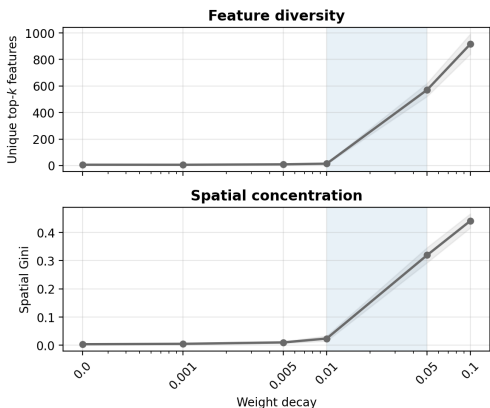 Feature diversity
Unique top-k features
1000
800
600
400
200
0
Spatial concentration
Spatial Gini
0.4
0.3
0.2
0.1
0.0
0.0 0.001 0.005 0.01 0.05 0.1
Weight decay